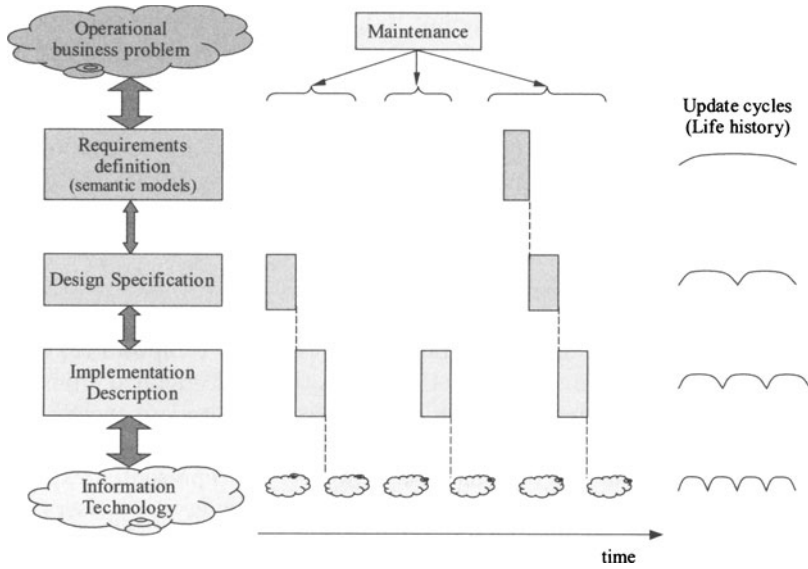 Operational
business problem
Maintenance
Update cycles
(Life history)
Requirements
definition
(semantic models)
Design Specification
Implementation
Description
Information
Technology
time